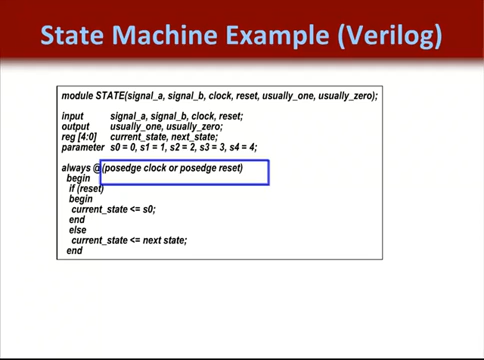 State Machine Example (Verilog)
module STATE(signal_a, signal_b, clock, reset, usually_one, usually_zero);
input signal_a, signal_b, clock, reset;
output usually_one, usually_zero;
reg [4:0] current_state, next_state;
parameter s0 = 0, s1 = 1, s2 = 2, s3 = 3, s4 = 4;
always @(posedge clock or posedge reset)
begin
if (reset)
begin
current_state <= s0;
end
else
current_state <= next state;
end